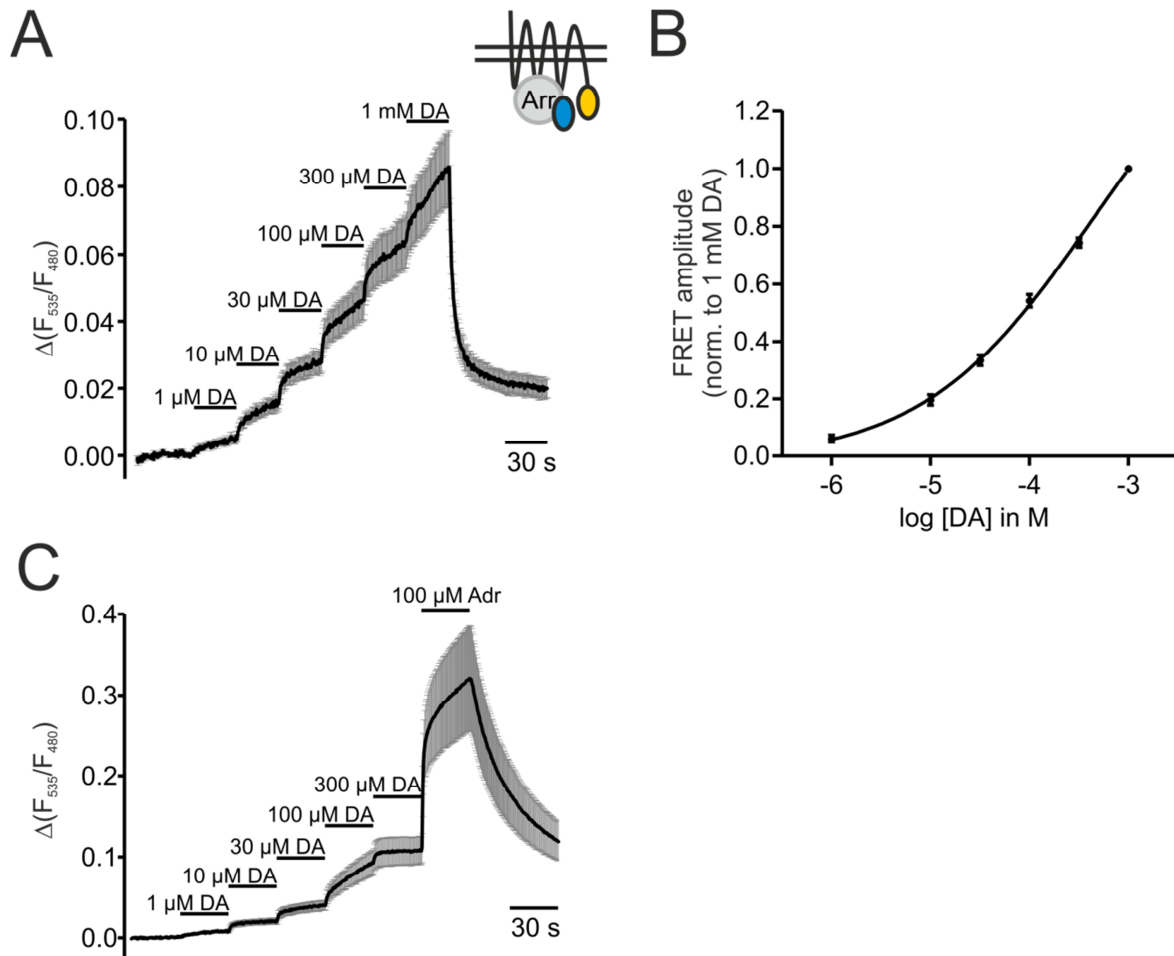 A
Arr
1 mM DA
300 µM DA
100 µM DA
30 µM DA
10 µM DA
1 µM DA
0.10
0.08
0.06
0.04
0.02
0.00
Δ(F535/F480)
30 s
B
1.2
1.0
0.8
0.6
0.4
0.2
0.0
FRET amplitude
(norm. to 1 mM DA)
-6 -5 -4 -3
log [DA] in M
C
100 µM Adr
300 µM DA
100 µM DA
30 µM DA
10 µM DA
1 µM DA
0.4
0.3
0.2
0.1
0.0
Δ(F535/F480)
30 s